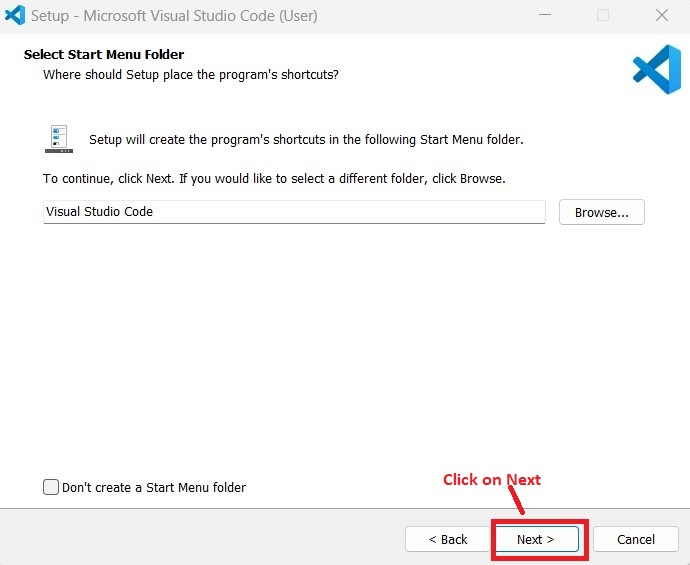 Setup - Microsoft Visual Studio Code (User)
Select Start Menu Folder
Where should Setup place the program's shortcuts?
Setup will create the program's shortcuts in the following Start Menu folder.
To continue, click Next. If you would like to select a different folder, click Browse.
Visual Studio Code
Browse...
Don't create a Start Menu folder
Click on Next
< Back
Next >
Cancel